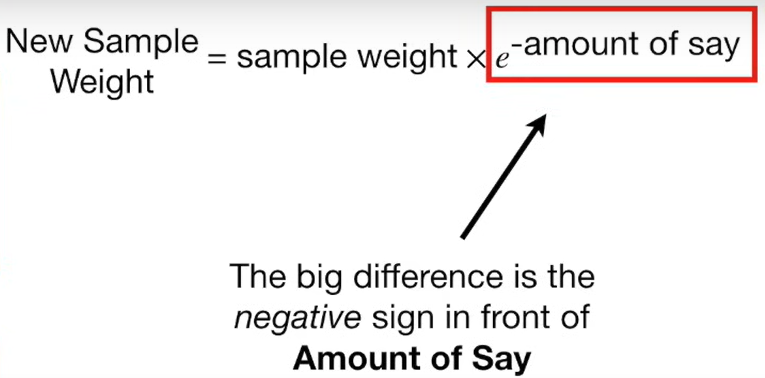 New Sample Weight = sample weight × e^-amount of say
The big difference is the
negative sign in front of
Amount of Say